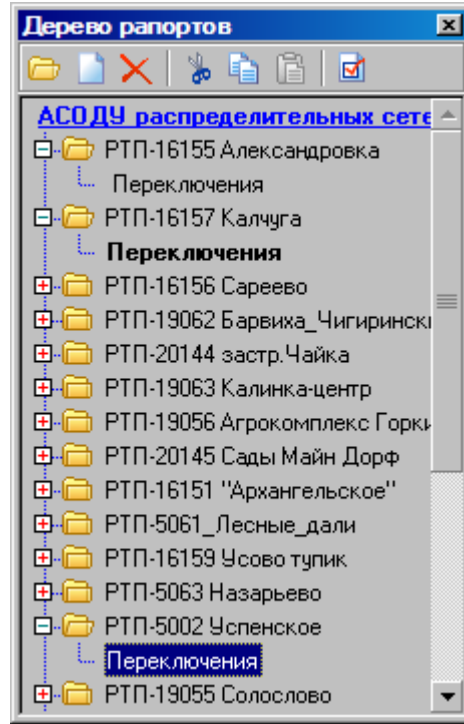 Дерево рапортов
АСОДУ распределительных сете
РТП-16155 Александровка
Переключения
РТП-16157 Калчуга
Переключения
РТП-16156 Сареево
РТП-19062 Барвиха_Чигирински
РТП-20144 застр.Чайка
РТП-19063 Калинка-центр
РТП-19056 Агрокомплекс Горки
РТП-20145 Сады Майн Дорф
РТП-16151 "Архангельское"
РТП-5061_Лесные_дали
РТП-16159 Усово тупик
РТП-5063 Назарьево
РТП-5002 Успенское
Переключения
РТП-19055 Солослово